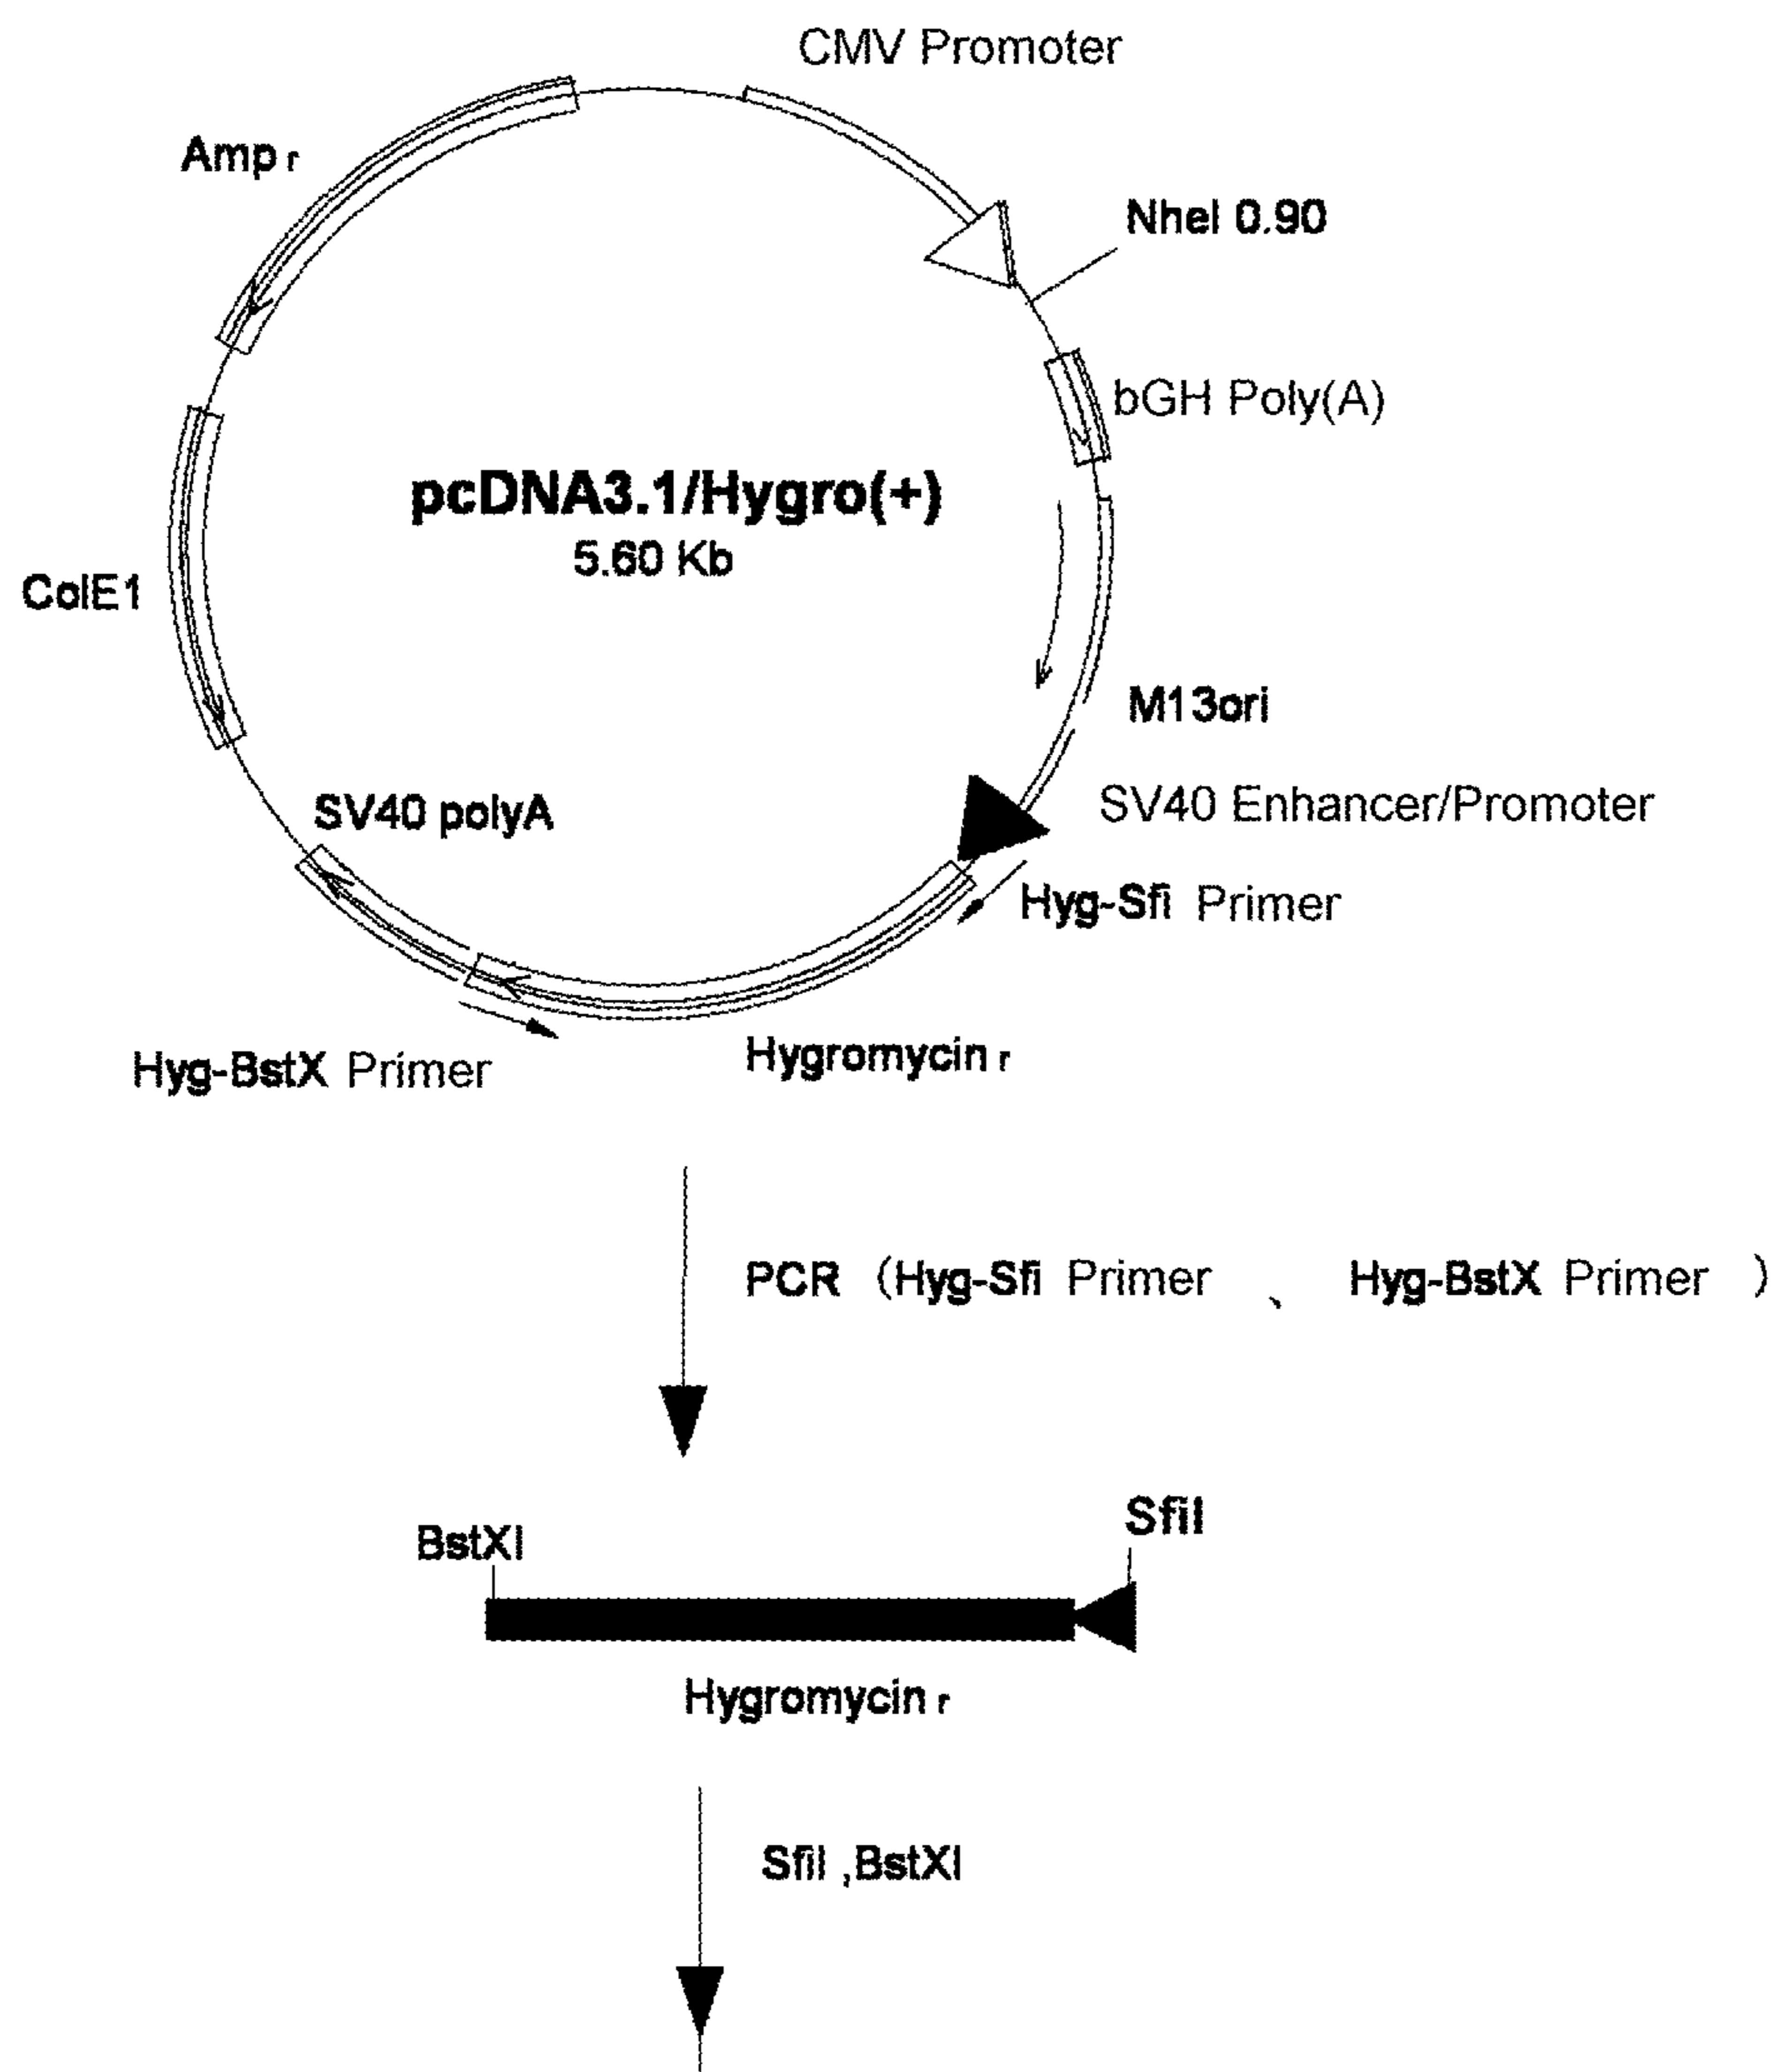 CMV Promoter
Amp r
NheI 0.90
bGH Poly(A)
pcDNA3.1/Hygro(+)
5.60 Kb
ColE1
M13ori
SV40 polyA
SV40 Enhancer/Promoter
Hyg-Sfi Primer
Hyg-BstX Primer
Hygromycin r
PCR (Hyg-Sfi Primer 、 Hyg-BstX Primer )
SfiI
BstXI
Hygromycin r
SfiI ,BstXI